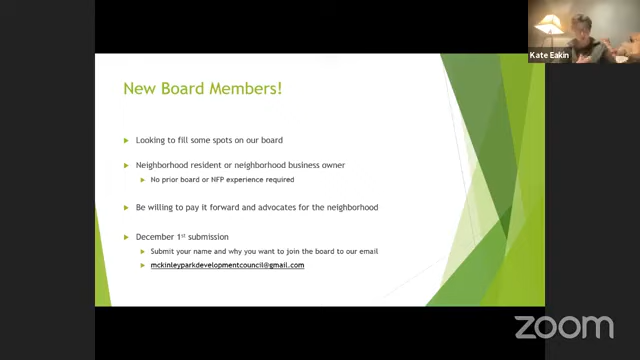 Kate Eakin
New Board Members!
Looking to fill some spots on our board
Neighborhood resident or neighborhood business owner
No prior board or NFP experience required
Be willing to pay it forward and advocates for the neighborhood
December 1st submission
Submit your name and why you want to join the board to our email
mckinleyparkdevelopmentcouncil@gmail.com
zoom